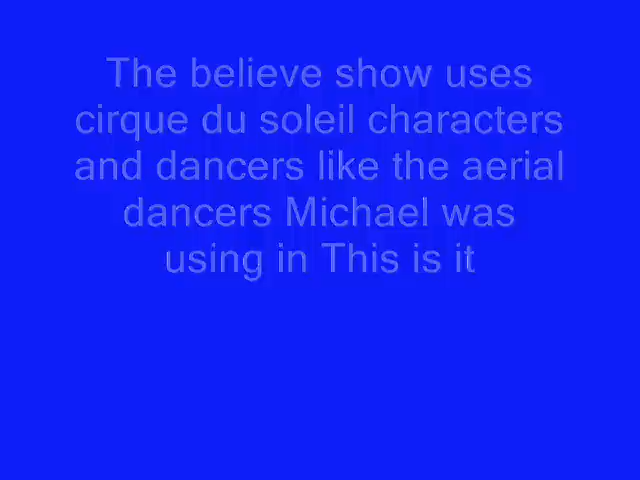 The believe show uses
cirque du soleil characters
and dancers like the aerial
dancers Michael was
using in This is it